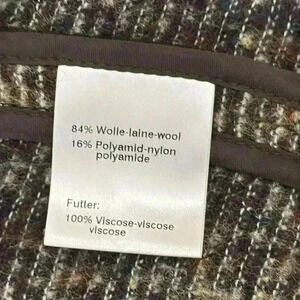 84% Wolle-laine-wool
16% Polyamid-nylon
polyamide
Futter:
100% Viscose-viscose
viscose